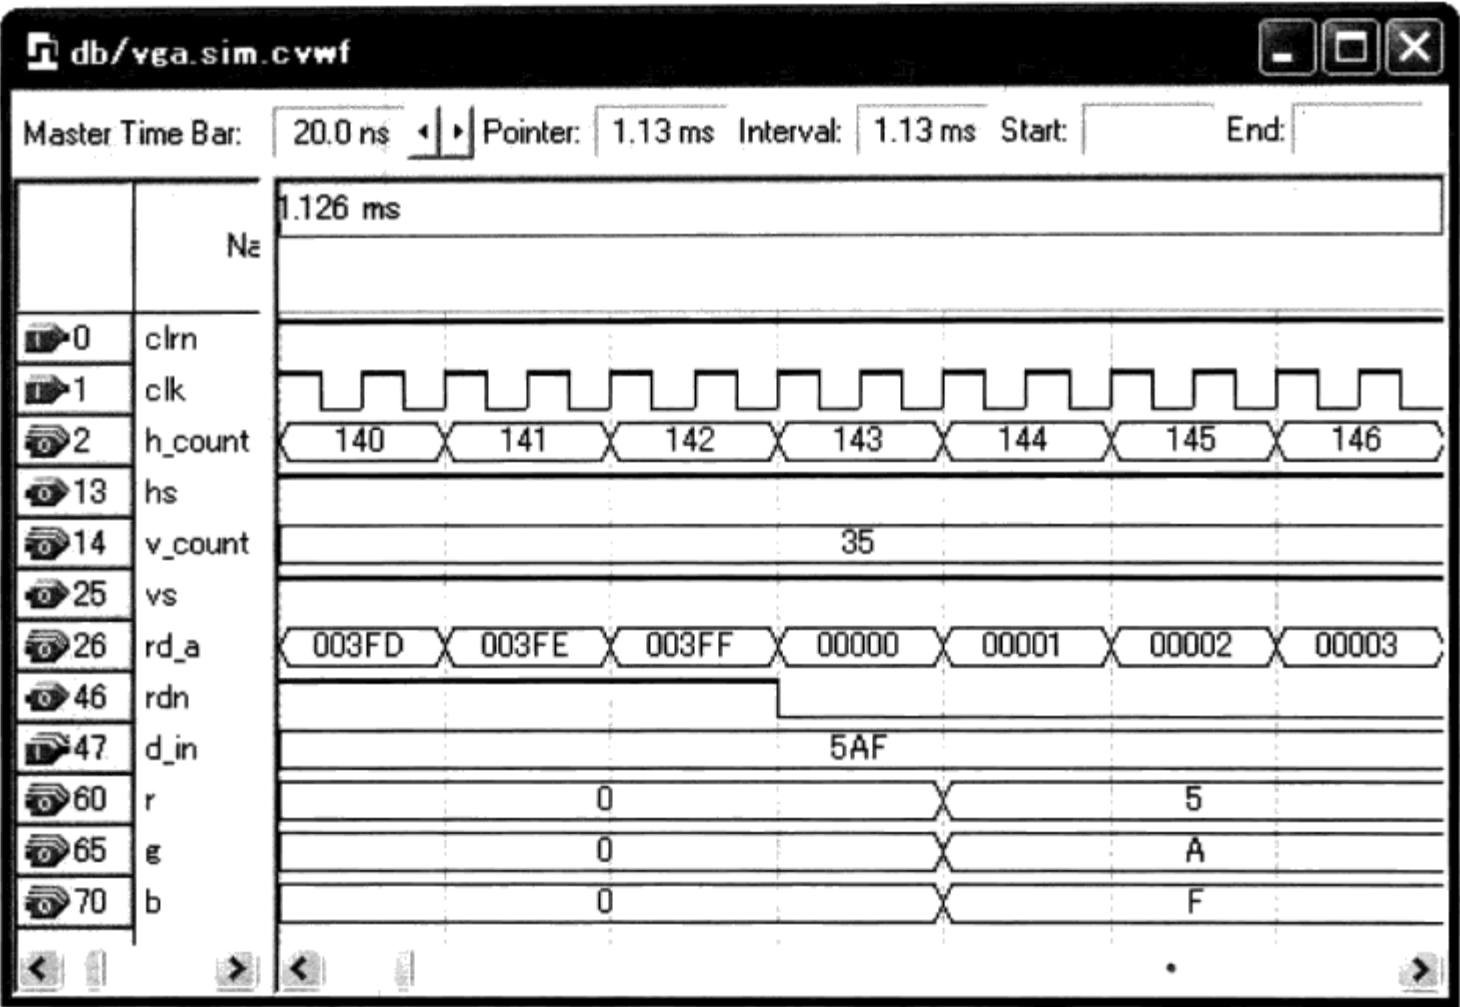 db/vga.sim.cvwf
Master Time Bar: 20.0 ns Pointer: 1.13 ms Interval: 1.13 ms Start: End:
1.126 ms
Na
0 clrn
1 clk
2 h_count 140 141 142 143 144 145 146
13 hs
14 v_count 35
25 vs
26 rd_a 003FD 003FE 003FF 00000 00001 00002 00003
46 rdn
47 d_in 5AF
60 r 0 5
65 g 0 A
70 b 0 F